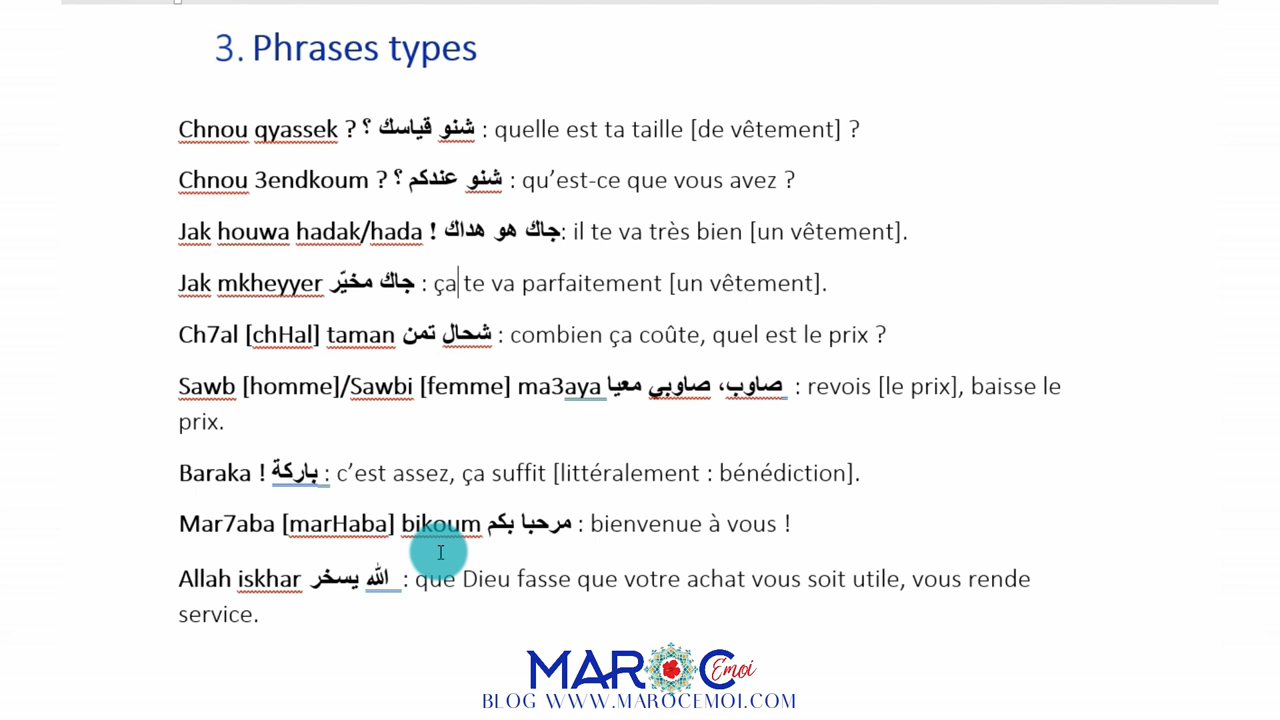 3. Phrases types
Chnou qyassek ? شنو قياسك ؟ : quelle est ta taille [de vêtement] ?
Chnou 3endkoum ? شنو عندكم ؟ : qu’est-ce que vous avez ?
Jak houwa hadak/hada ! جاك هو هداك: il te va très bien [un vêtement].
Jak mkheyyer جاك مخيّر : ça te va parfaitement [un vêtement].
Ch7al [chHal] taman شحال تمن : combien ça coûte, quel est le prix ?
Sawb [homme]/Sawbi [femme] ma3aya صاوب، صاوبي معيا : revois [le prix], baisse le
prix.
Baraka ! باركة : c’est assez, ça suffit [littéralement : bénédiction].
Mar7aba [marHaba] bikoum مرحبا بكم : bienvenue à vous !
Allah iskhar الله يسخر : que Dieu fasse que votre achat vous soit utile, vous rende
service.
MAROC Emoi
BLOG WWW.MAROCEMOI.COM